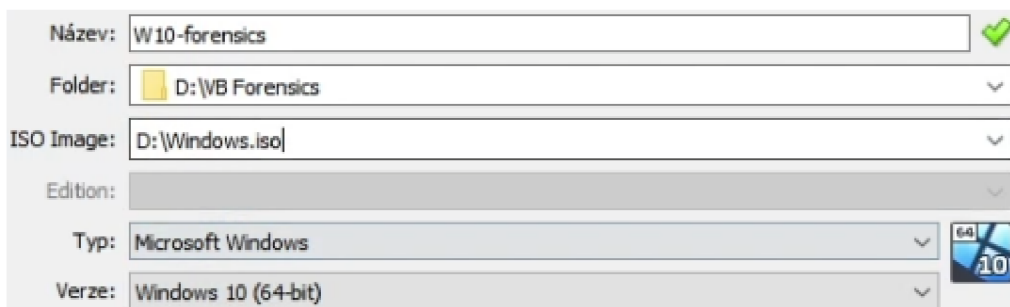 Název: W10-forensics
Folder: D:\VB Forensics
ISO Image: D:\Windows.iso
Edition:
Typ: Microsoft Windows 64
10
Verze: Windows 10 (64-bit)